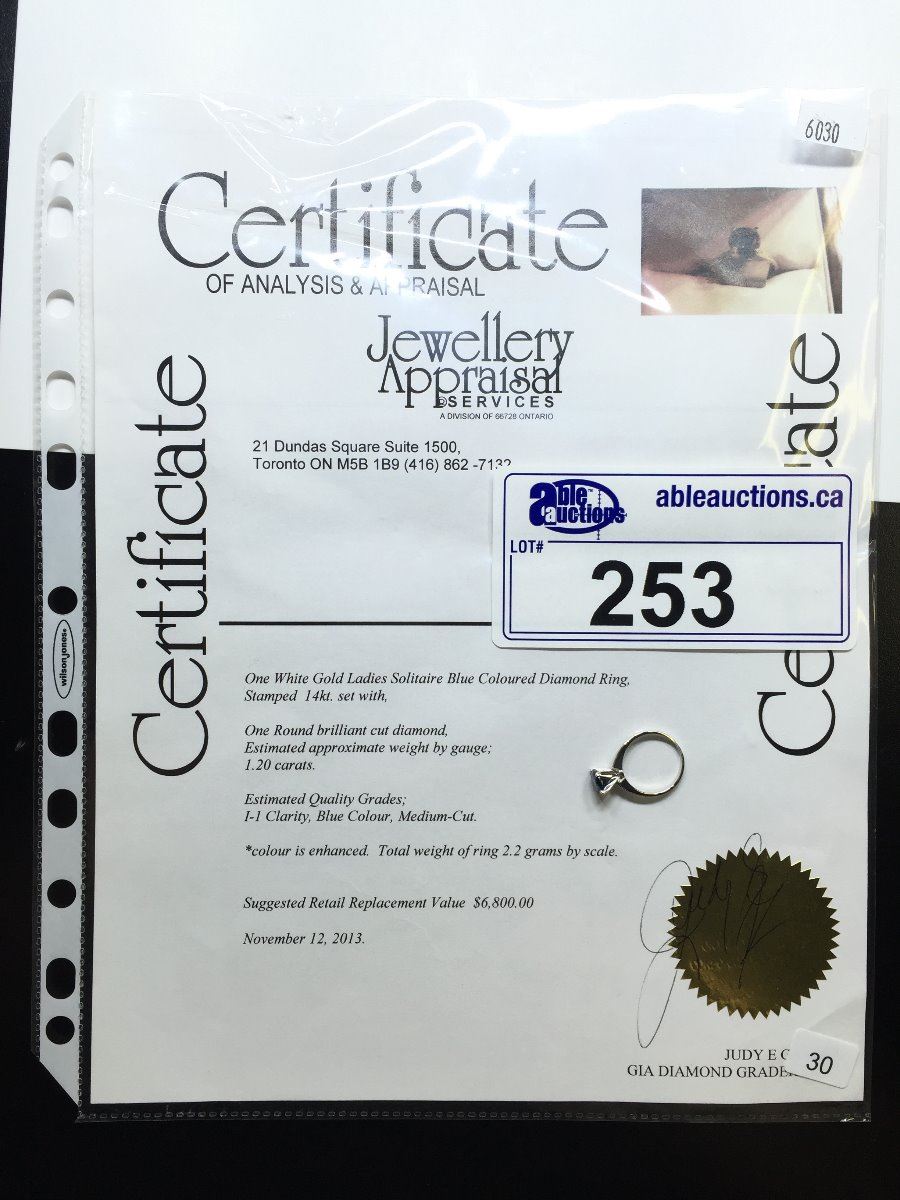 6030
Certificate
OF ANALYSIS & APPRAISAL
Jewellery
Appraisal
SERVICES
A DIVISION OF 66728 ONTARIO
21 Dundas Square Suite 1500,
Toronto ON M5B 1B9 (416) 862 -7132
able auctions
ableauctions.ca
LOT#
253
Certificate
Certificate
wilson jones
One White Gold Ladies Solitaire Blue Coloured Diamond Ring,
Stamped 14kt. set with,
One Round brilliant cut diamond,
Estimated approximate weight by gauge;
1.20 carats.
Estimated Quality Grades;
I-1 Clarity, Blue Colour, Medium-Cut.
*colour is enhanced. Total weight of ring 2.2 grams by scale.
Suggested Retail Replacement Value $6,800.00
November 12, 2013.
JUDY E
GIA DIAMOND GRADE
30